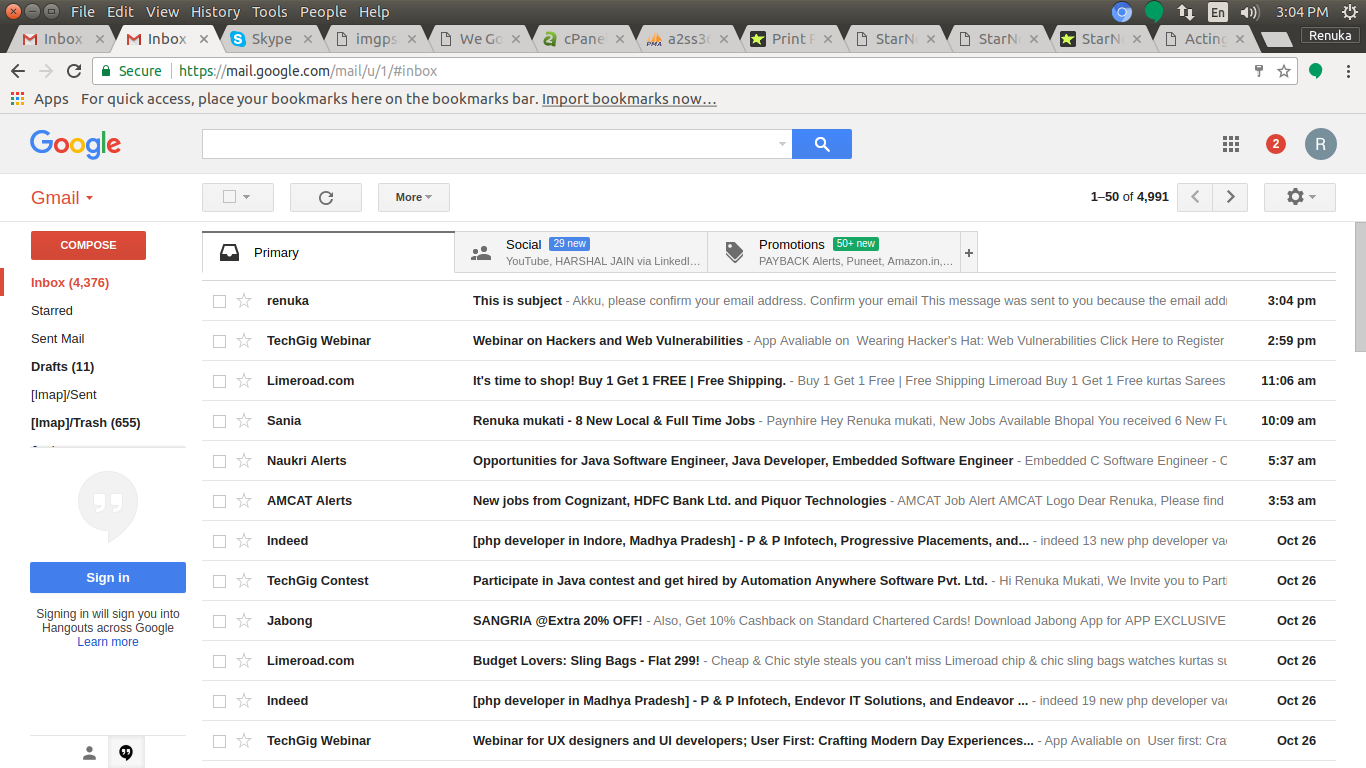 File Edit View History Tools People Help En 3:04 PM
Inbox Inbox Skype imgps We Go cPane a2ss3 Print StarN StarN StarN Acting Renuka
Secure https://mail.google.com/mail/u/1/#inbox
Apps For quick access, place your bookmarks here on the bookmarks bar. Import bookmarks now...
Google 2 R
Gmail More 1–50 of 4,991
COMPOSE
Primary
Social 29 new
YouTube, HARSHAL JAIN via LinkedI…
Promotions 50+ new
PAYBACK Alerts, Puneet, Amazon.in,…
+
Inbox (4,376)
Starred
Sent Mail
Drafts (11)
[Imap]/Sent
[Imap]/Trash (655)
Sign in
Signing in will sign you into
Hangouts across Google
Learn more
renuka This is subject - Akku, please confirm your email address. Confirm your email This message was sent to you because the email addr 3:04 pm
TechGig Webinar Webinar on Hackers and Web Vulnerabilities - App Avaliable on Wearing Hacker's Hat: Web Vulnerabilities Click Here to Register 2:59 pm
Limeroad.com It's time to shop! Buy 1 Get 1 FREE | Free Shipping. - Buy 1 Get 1 Free | Free Shipping Limeroad Buy 1 Get 1 Free kurtas Sarees 11:06 am
Sania Renuka mukati - 8 New Local & Full Time Jobs - Paynhire Hey Renuka mukati, New Jobs Available Bhopal You received 6 New Fu 10:09 am
Naukri Alerts Opportunities for Java Software Engineer, Java Developer, Embedded Software Engineer - Embedded C Software Engineer - C 5:37 am
AMCAT Alerts New jobs from Cognizant, HDFC Bank Ltd. and Piquor Technologies - AMCAT Job Alert AMCAT Logo Dear Renuka, Please find 3:53 am
Indeed [php developer in Indore, Madhya Pradesh] - P & P Infotech, Progressive Placements, and... - indeed 13 new php developer vac Oct 26
TechGig Contest Participate in Java contest and get hired by Automation Anywhere Software Pvt. Ltd. - Hi Renuka Mukati, We Invite you to Parti Oct 26
Jabong SANGRIA @Extra 20% OFF! - Also, Get 10% Cashback on Standard Chartered Cards! Download Jabong App for APP EXCLUSIVE Oct 26
Limeroad.com Budget Lovers: Sling Bags - Flat 299! - Cheap & Chic style steals you can't miss Limeroad chip & chic sling bags watches kurtas su Oct 26
Indeed [php developer in Madhya Pradesh] - P & P Infotech, Endevor IT Solutions, and Endeavor ... - indeed 19 new php developer vac Oct 26
TechGig Webinar Webinar for UX designers and UI developers; User First: Crafting Modern Day Experiences... - App Avaliable on User first: Cra Oct 26